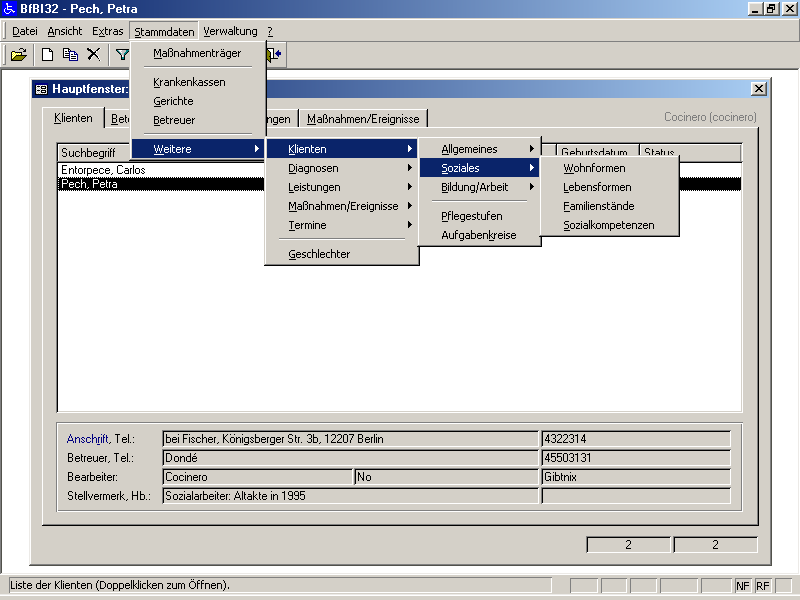 BfBI32 - Pech, Petra
Datei Ansicht Extras Stammdaten Verwaltung ?
Maßnahmenträger
Krankenkassen
Gerichte
Betreuer
Weitere
Hauptfenster:
Klienten Bet ngen Maßnahmen/Ereignisse Cocinero (cocinero)
Suchbegriff Geburtsdatum Status
Entorpece, Carlos
Pech, Petra
Klienten
Diagnosen
Leistungen
Maßnahmen/Ereignisse
Termine
Geschlechter
Allgemeines
Soziales
Bildung/Arbeit
Pflegestufen
Aufgabenkreise
Wohnformen
Lebensformen
Familienstände
Sozialkompetenzen
Anschrift, Tel.: bei Fischer, Königsberger Str. 3b, 12207 Berlin 4322314
Betreuer, Tel.: Dondé 45503131
Bearbeiter: Cocinero No Gibtnix
Stellvermerk, Hb.: Sozialarbeiter: Altakte in 1995
2 2
Liste der Klienten (Doppelklicken zum Öffnen). NF RF